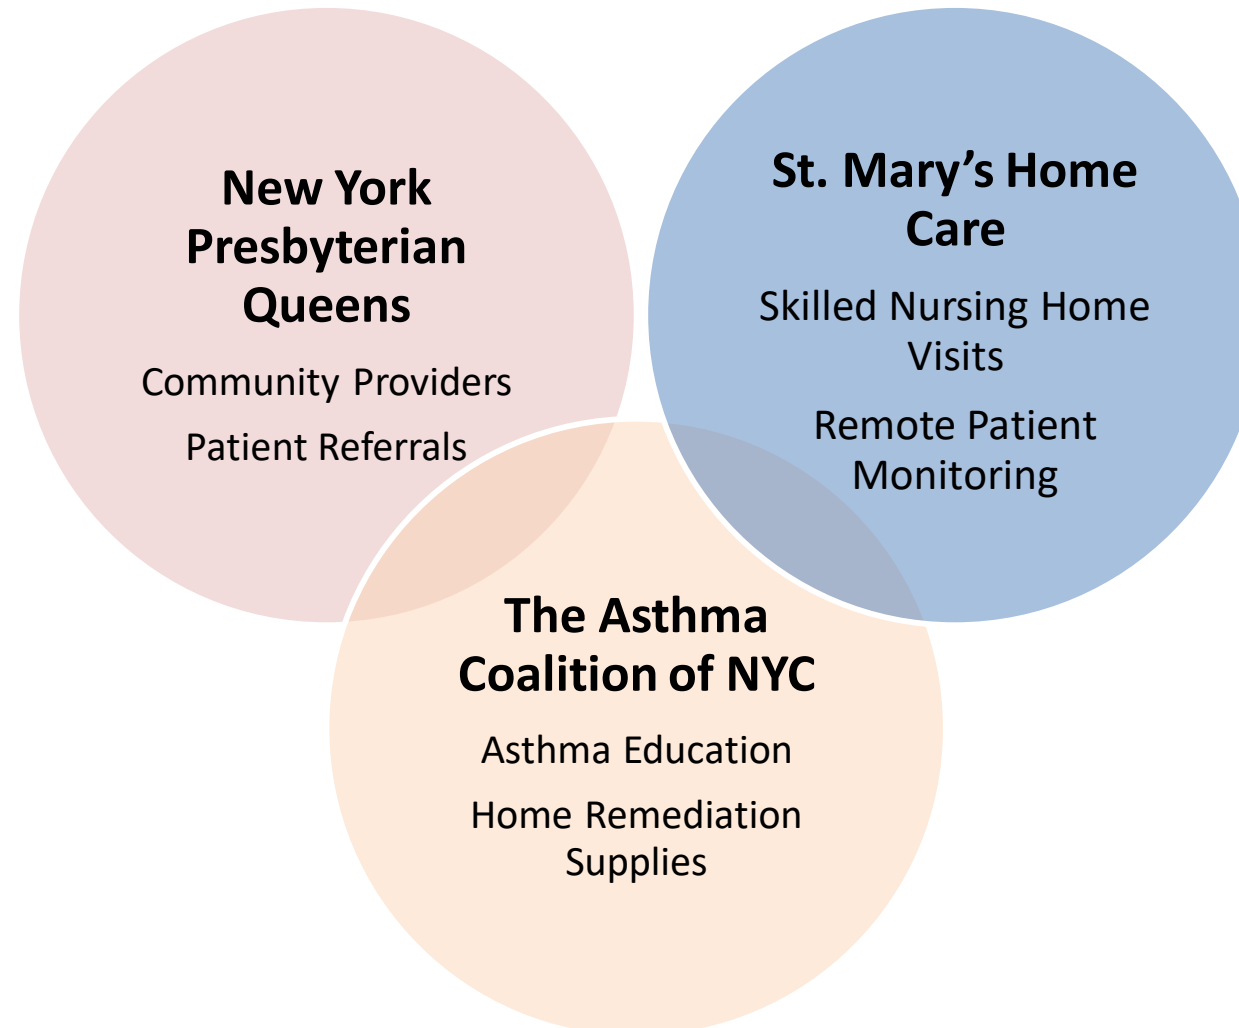 New York
Presbyterian
Queens
Community Providers
Patient Referrals
St. Mary’s Home
Care
Skilled Nursing Home
Visits
Remote Patient
Monitoring
The Asthma
Coalition of NYC
Asthma Education
Home Remediation
Supplies